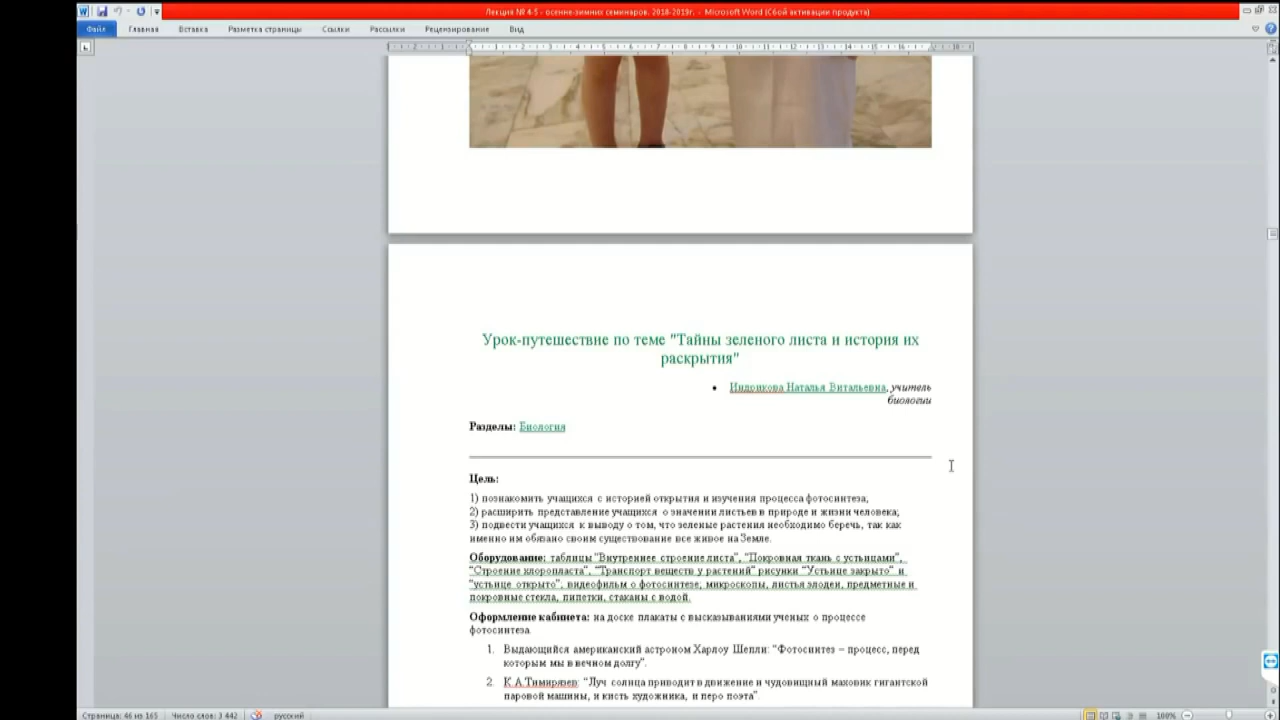 Лекция № 4-5 - осенне-зимних семинаров. 2018-2019г. - Microsoft Word (Сбой активации продукта)
Файл Главная Вставка Разметка страницы Ссылки Рассылки Рецензирование Вид
Урок-путешествие по теме "Тайны зеленого листа и история их
раскрытия"
• Индрикова Наталья Витальевна, учитель
биологии
Разделы: Биология
Цель:
1) познакомить учащихся с историей открытия и изучения процесса фотосинтеза;
2) расширить представление учащихся о значении листьев в природе и жизни человека;
3) подвести учащихся к выводу о том, что зеленые растения необходимо беречь, так как
именно им обязано своим существование все живое на Земле.
Оборудование: таблицы "Внутреннее строение листа", "Покровная ткань с устьицами",
"Строение хлоропласта", "Транспорт веществ у растений" рисунки "Устьице закрыто" и
"устьице открыто"; видеофильм о фотосинтезе; микроскопы, листья элодеи, предметные и
покровные стекла, пипетки, стаканы с водой.
Оформление кабинета: на доске плакаты с высказываниями ученых о процессе
фотосинтеза
1. Выдающийся американский астроном Харлоу Шепли: "Фотосинтез – процесс, перед
которым мы в вечном долгу".
2. К.А.Тимирязев: "Луч солнца приводит в движение и чудовищный маховик гигантской
паровой машины, и кисть художника, и перо поэта"
Страница: 46 из 165 Число слов: 3 442 русский 100%